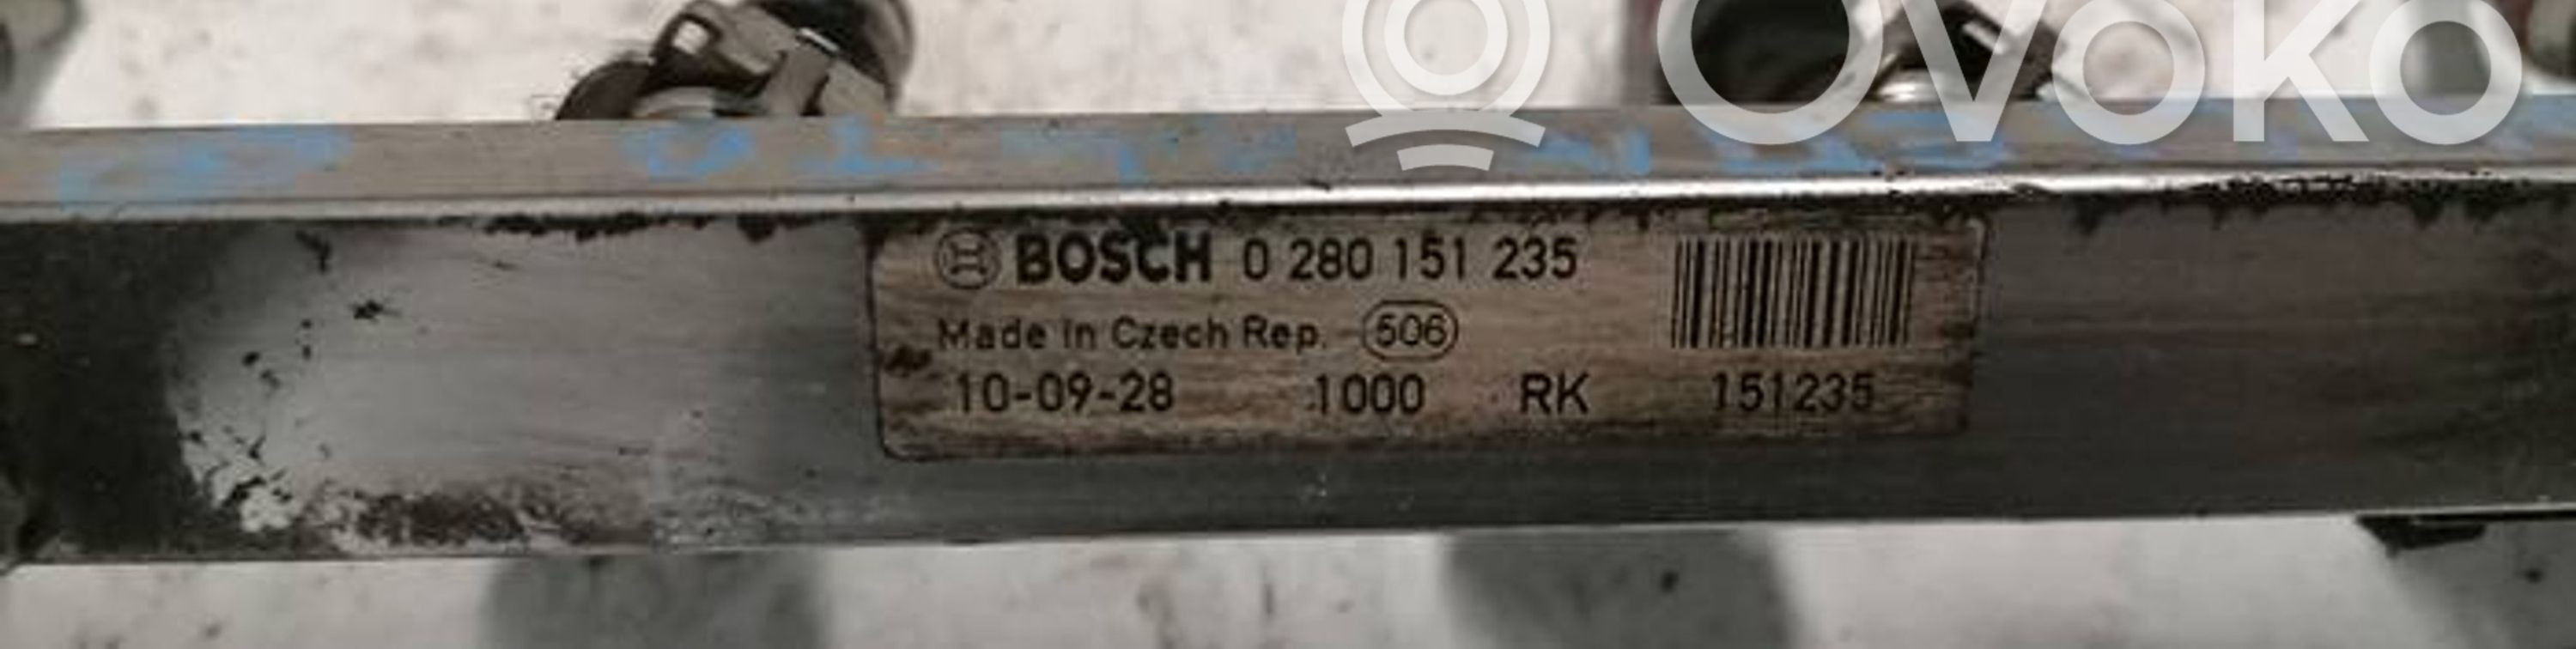 OVOKO
BOSCH 0 280 151 235
Made in Czech Rep. 506
10-09-28 1000 RK 151235